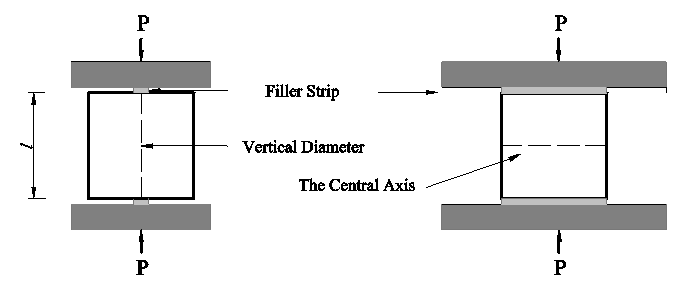 P P
Filler Strip
l
Vertical Diameter
The Central Axis
P P